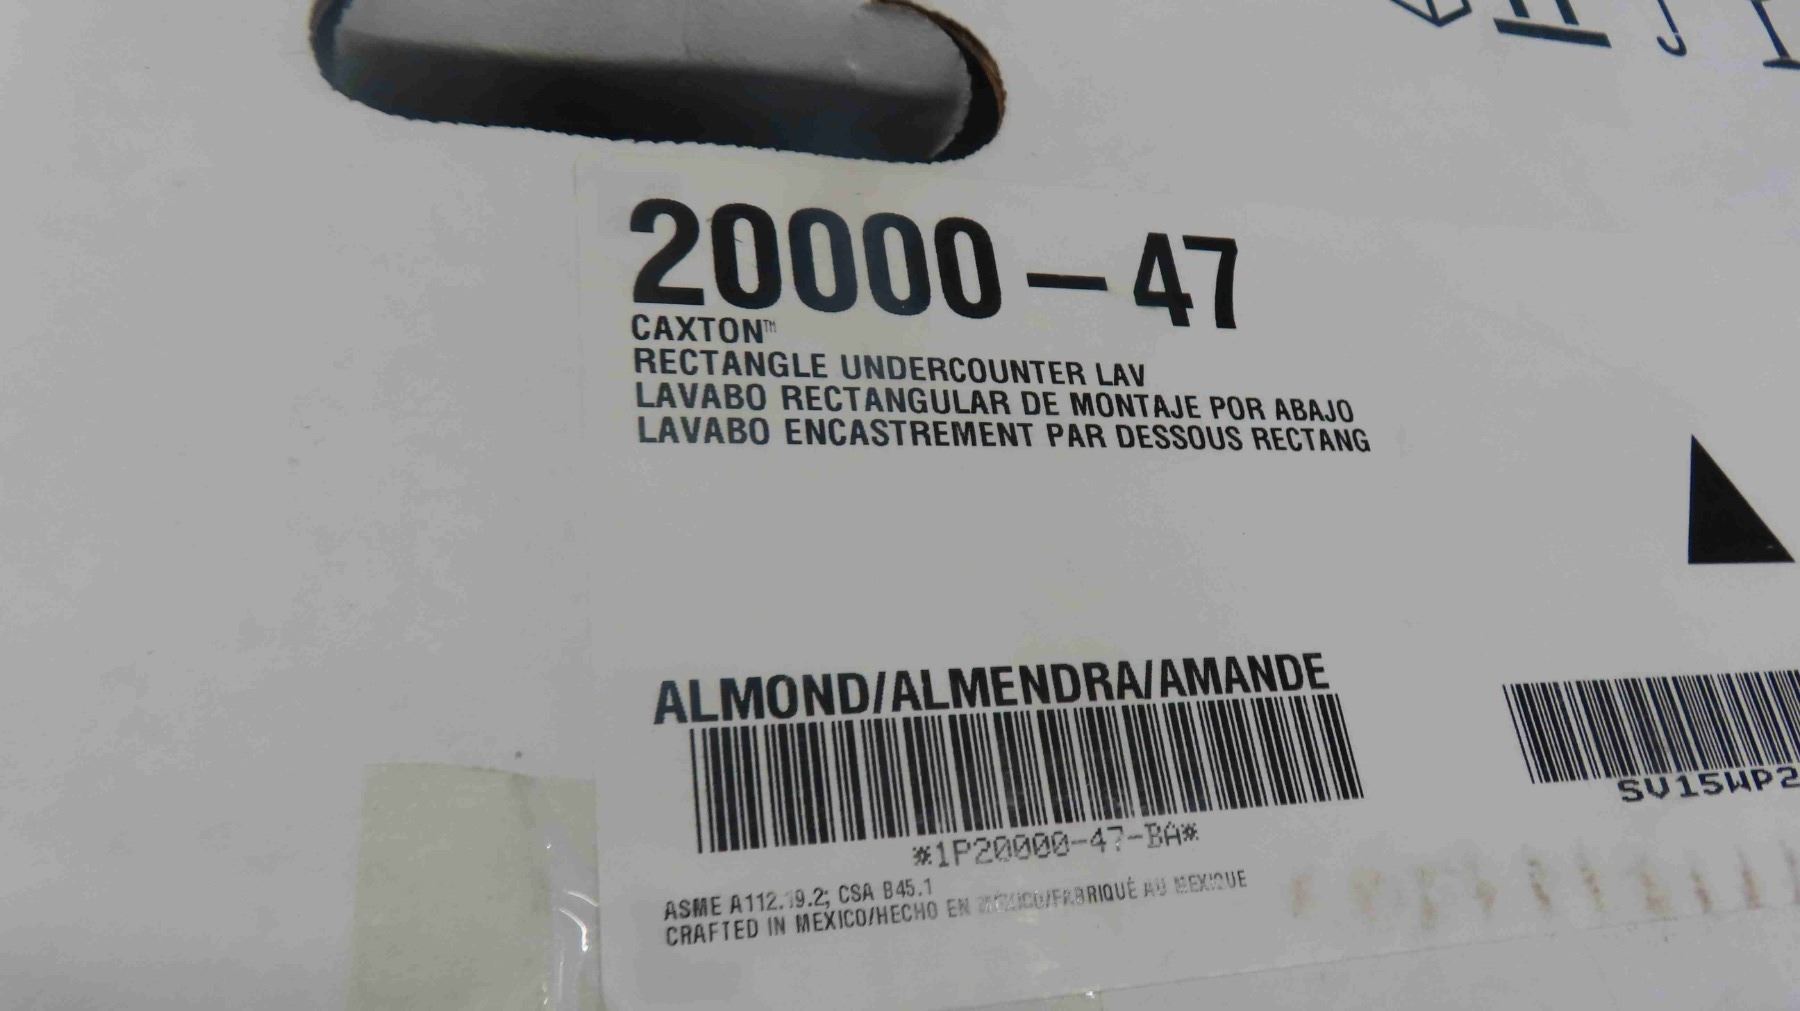 20000-47
CAXTON™
RECTANGLE UNDERCOUNTER LAV
LAVABO RECTANGULAR DE MONTAJE POR ABAJO
LAVABO ENCASTREMENT PAR DESSOUS RECTANG
ALMOND/ALMENDRA/AMANDE
*1P20000-47-BA*
SV15WP2
ASME A112.19.2; CSA B45.1
CRAFTED IN MEXICO/HECHO EN MÉXICO/FABRIQUÉ AU MEXIQUE